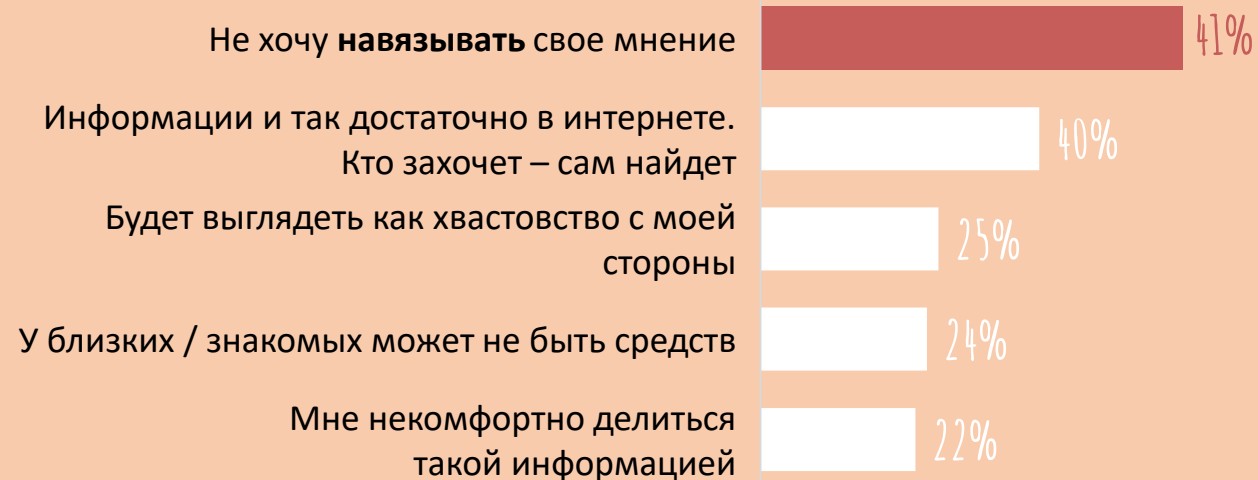 Не хочу навязывать свое мнение
41%
Информации и так достаточно в интернете.
Кто захочет – сам найдет
40%
Будет выглядеть как хвастовство с моей
стороны
25%
У близких / знакомых может не быть средств
24%
Мне некомфортно делиться
такой информацией
22%